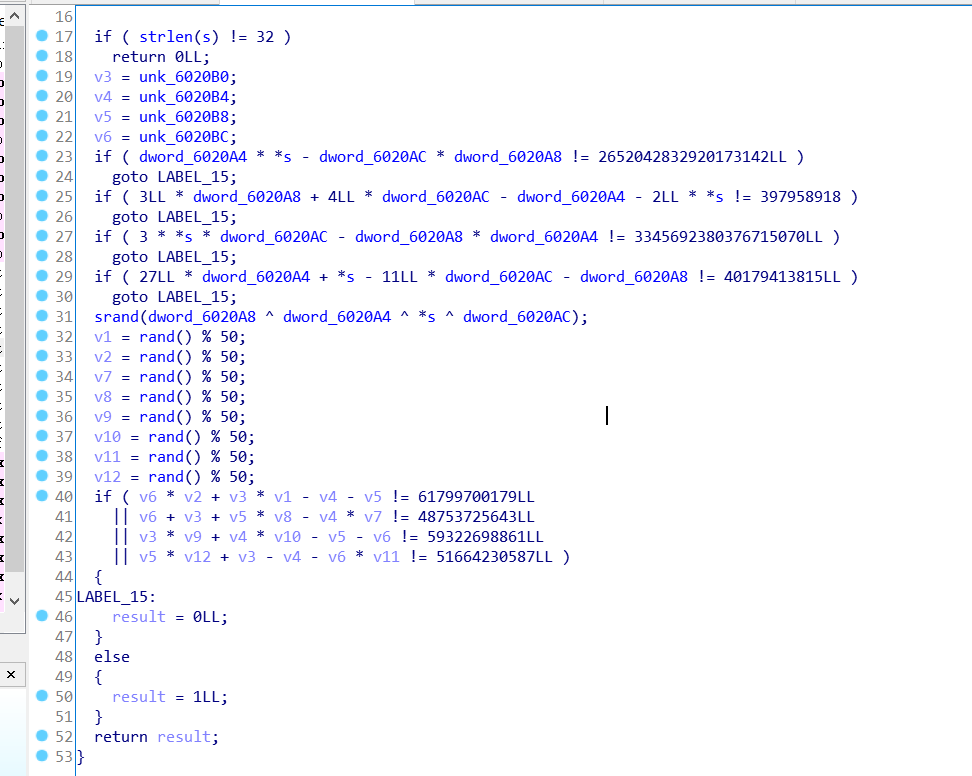 16
17 if ( strlen(s) != 32 )
18 return 0LL;
19 v3 = unk_6020B0;
20 v4 = unk_6020B4;
21 v5 = unk_6020B8;
22 v6 = unk_6020BC;
23 if ( dword_6020A4 * *s - dword_6020AC * dword_6020A8 != 2652042832920173142LL )
24 goto LABEL_15;
25 if ( 3LL * dword_6020A8 + 4LL * dword_6020AC - dword_6020A4 - 2LL * *s != 397958918 )
26 goto LABEL_15;
27 if ( 3 * *s * dword_6020AC - dword_6020A8 * dword_6020A4 != 3345692380376715070LL )
28 goto LABEL_15;
29 if ( 27LL * dword_6020A4 + *s - 11LL * dword_6020AC - dword_6020A8 != 40179413815LL )
30 goto LABEL_15;
31 srand(dword_6020A8 ^ dword_6020A4 ^ *s ^ dword_6020AC);
32 v1 = rand() % 50;
33 v2 = rand() % 50;
34 v7 = rand() % 50;
35 v8 = rand() % 50;
36 v9 = rand() % 50;
37 v10 = rand() % 50;
38 v11 = rand() % 50;
39 v12 = rand() % 50;
40 if ( v6 * v2 + v3 * v1 - v4 - v5 != 61799700179LL
41 || v6 + v3 + v5 * v8 - v4 * v7 != 48753725643LL
42 || v3 * v9 + v4 * v10 - v5 - v6 != 59322698861LL
43 || v5 * v12 + v3 - v4 - v6 * v11 != 51664230587LL )
44 {
45 LABEL_15:
46 result = 0LL;
47 }
48 else
49 {
50 result = 1LL;
51 }
52 return result;
53 }